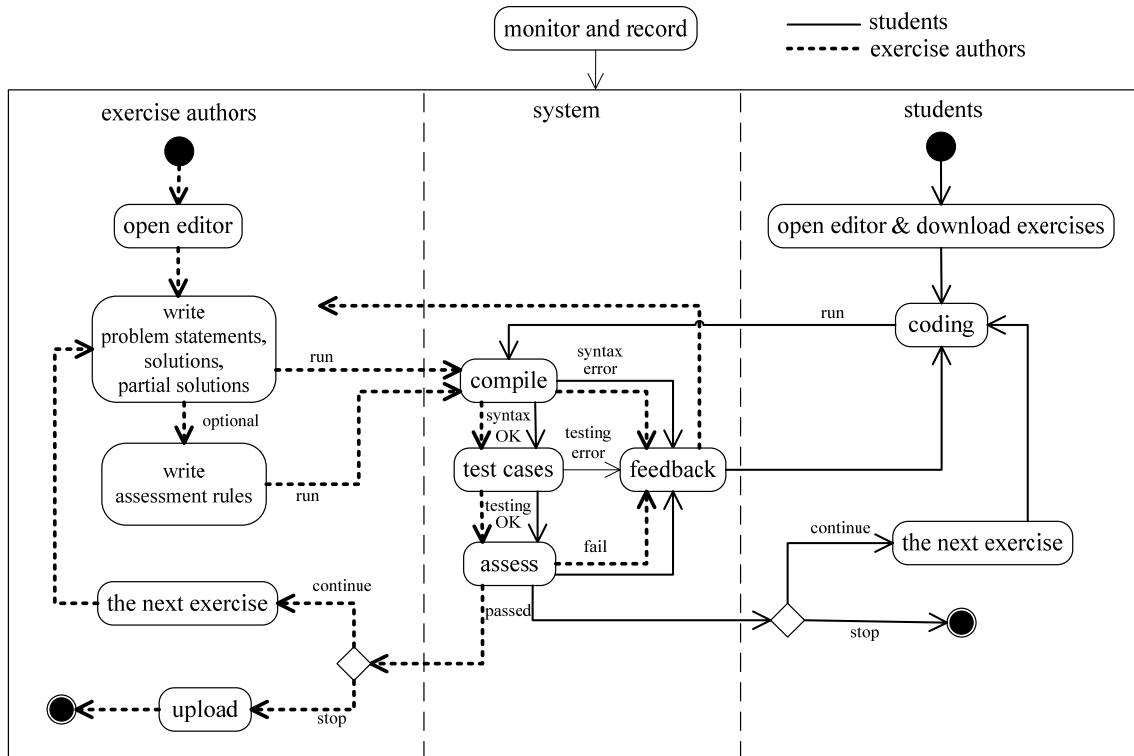 monitor and record
students
exercise authors
exercise authors
system
students
open editor
open editor & download exercises
write
problem statements,
solutions,
partial solutions
run
run
coding
compile
syntax
error
optional
syntax
OK
testing
error
write
assessment rules
run
test cases
feedback
testing
OK
fail
assess
continue
the next exercise
continue
the next exercise
passed
stop
upload
stop